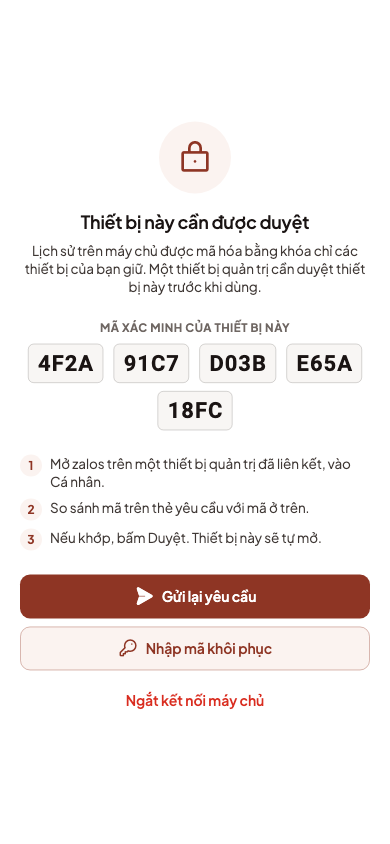 Thiết bị này cần được duyệt
Lịch sử trên máy chủ được mã hóa bằng khóa chỉ các
thiết bị của bạn giữ. Một thiết bị quản trị cần duyệt thiết
bị này trước khi dùng.
MÃ XÁC MINH CỦA THIẾT BỊ NÀY
4F2A 91C7 D03B E65A
18FC
1 Mở zalos trên một thiết bị quản trị đã liên kết, vào
Cá nhân.
2 So sánh mã trên thẻ yêu cầu với mã ở trên.
3 Nếu khớp, bấm Duyệt. Thiết bị này sẽ tự mở.
Gửi lại yêu cầu
Nhập mã khôi phục
Ngắt kết nối máy chủ